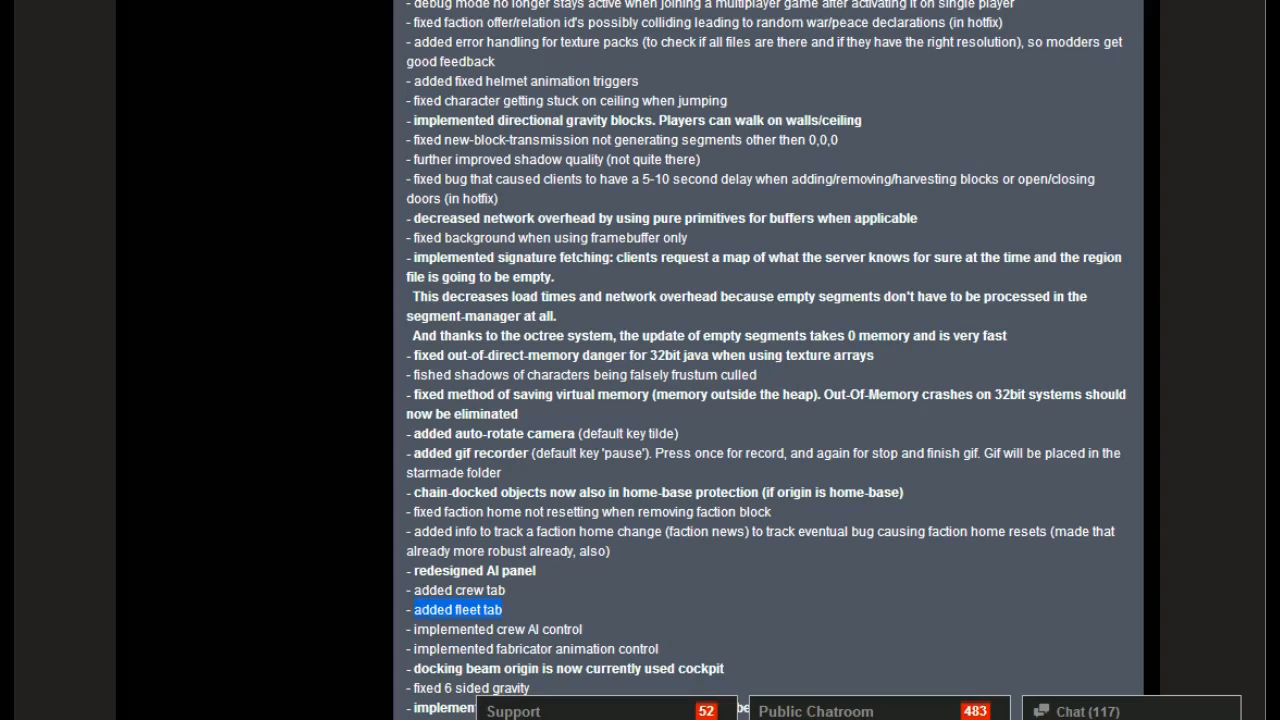 - debug mode no longer stays active when joining a multiplayer game after activating it on single player
- fixed faction offer/relation id's possibly colliding leading to random war/peace declarations (in hotfix)
- added error handling for texture packs (to check if all files are there and if they have the right resolution), so modders get
good feedback
- added fixed helmet animation triggers
- fixed character getting stuck on ceiling when jumping
- implemented directional gravity blocks. Players can walk on walls/ceiling
- fixed new-block-transmission not generating segments other then 0,0,0
- further improved shadow quality (not quite there)
- fixed bug that caused clients to have a 5-10 second delay when adding/removing/harvesting blocks or open/closing
doors (in hotfix)
- decreased network overhead by using pure primitives for buffers when applicable
- fixed background when using framebuffer only
- implemented signature fetching: clients request a map of what the server knows for sure at the time and the region
file is going to be empty.
This decreases load times and network overhead because empty segments don't have to be processed in the
segment-manager at all.
And thanks to the octree system, the update of empty segments takes 0 memory and is very fast
- fixed out-of-direct-memory danger for 32bit java when using texture arrays
- fished shadows of characters being falsely frustum culled
- fixed method of saving virtual memory (memory outside the heap). Out-Of-Memory crashes on 32bit systems should
now be eliminated
- added auto-rotate camera (default key tilde)
- added gif recorder (default key 'pause'). Press once for record, and again for stop and finish gif. Gif will be placed in the
starmade folder
- chain-docked objects now also in home-base protection (if origin is home-base)
- fixed faction home not resetting when removing faction block
- added info to track a faction home change (faction news) to track eventual bug causing faction home resets (made that
already more robust already, also)
- redesigned AI panel
- added crew tab
- added fleet tab
- implemented crew AI control
- implemented fabricator animation control
- docking beam origin is now currently used cockpit
- fixed 6 sided gravity
- implemen be
Support 52 Public Chatroom 483 Chat (117)